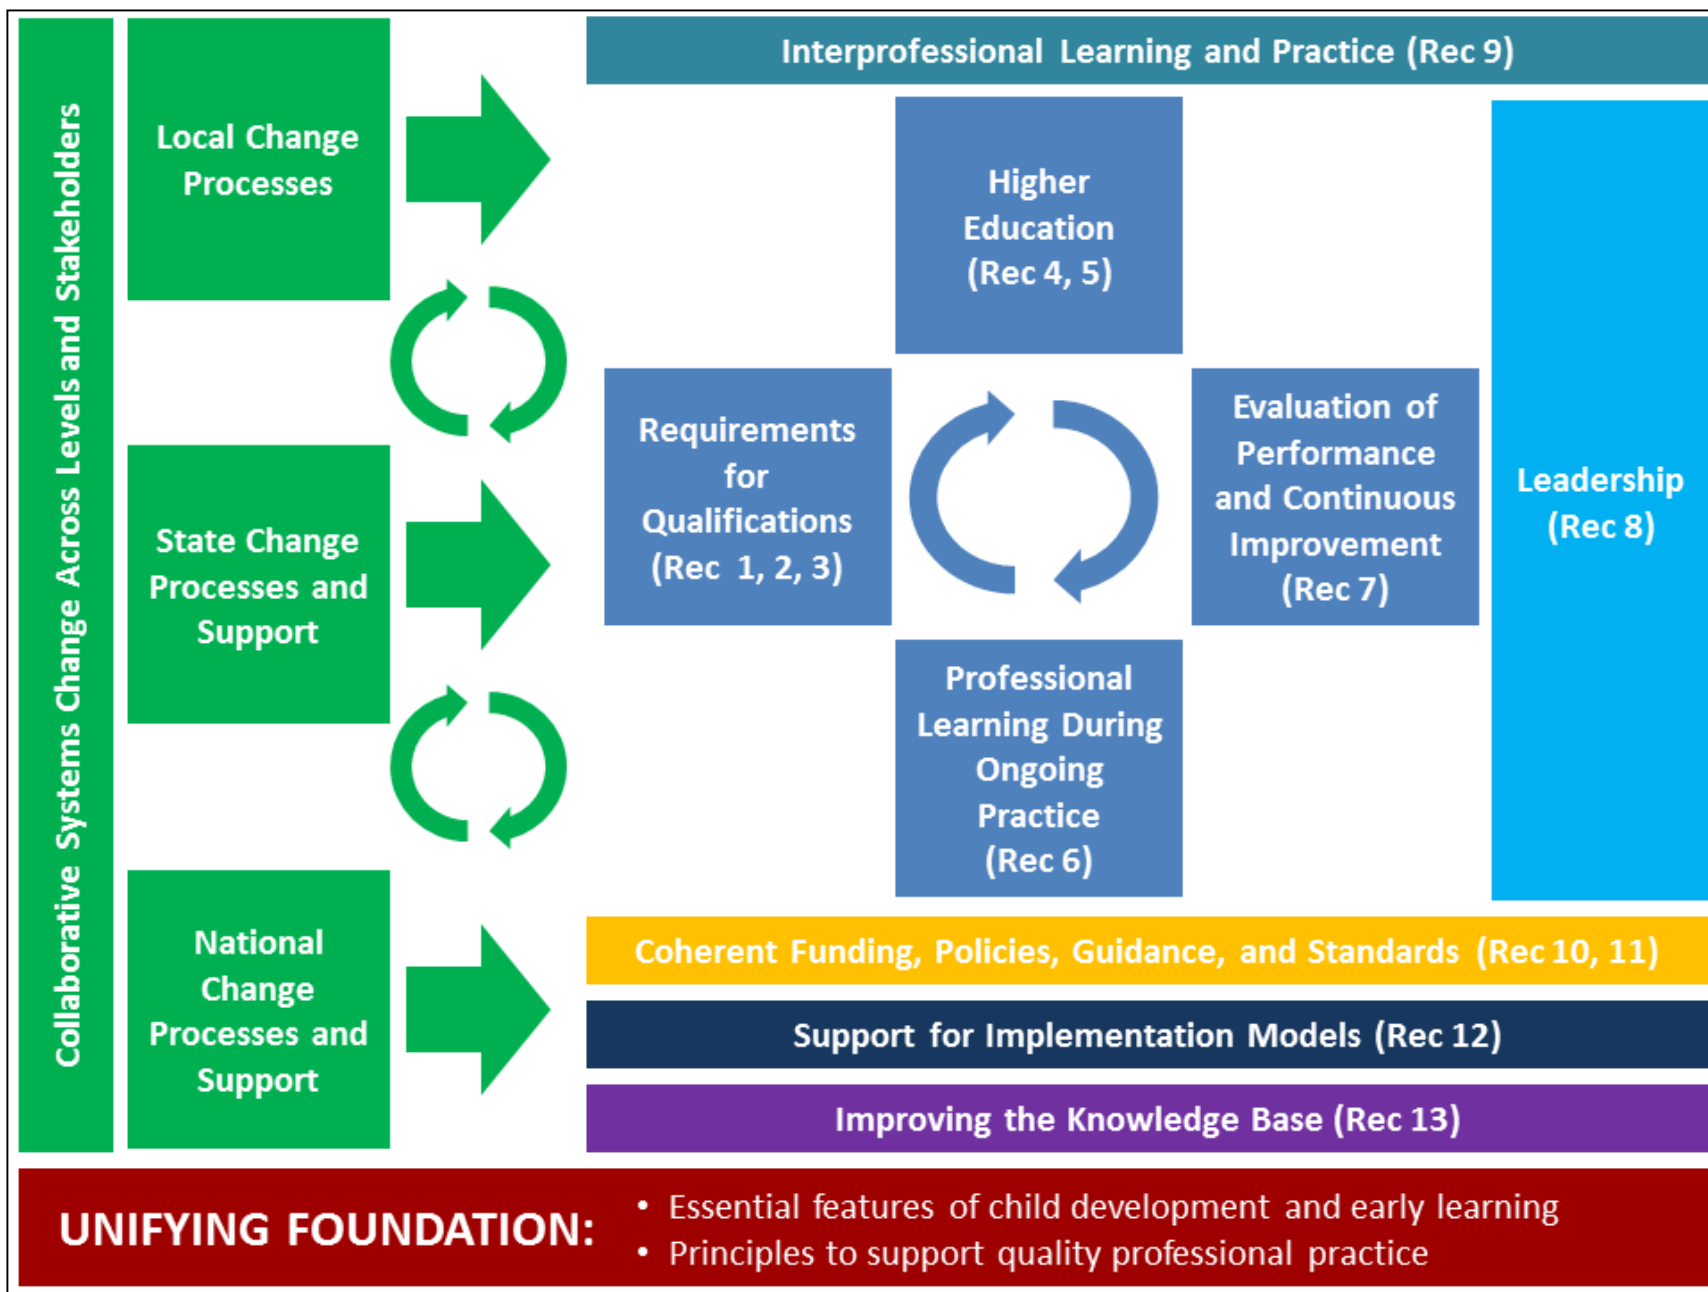 Collaborative Systems Change Across Levels and Stakeholders
Local Change
Processes
State Change
Processes and
Support
National
Change
Processes and
Support
Interprofessional Learning and Practice (Rec 9)
Higher
Education
(Rec 4, 5)
Requirements
for
Qualifications
(Rec 1, 2, 3)
Evaluation of
Performance
and Continuous
Improvement
(Rec 7)
Professional
Learning During
Ongoing
Practice
(Rec 6)
Leadership
(Rec 8)
Coherent Funding, Policies, Guidance, and Standards (Rec 10, 11)
Support for Implementation Models (Rec 12)
Improving the Knowledge Base (Rec 13)
UNIFYING FOUNDATION:
• Essential features of child development and early learning
• Principles to support quality professional practice